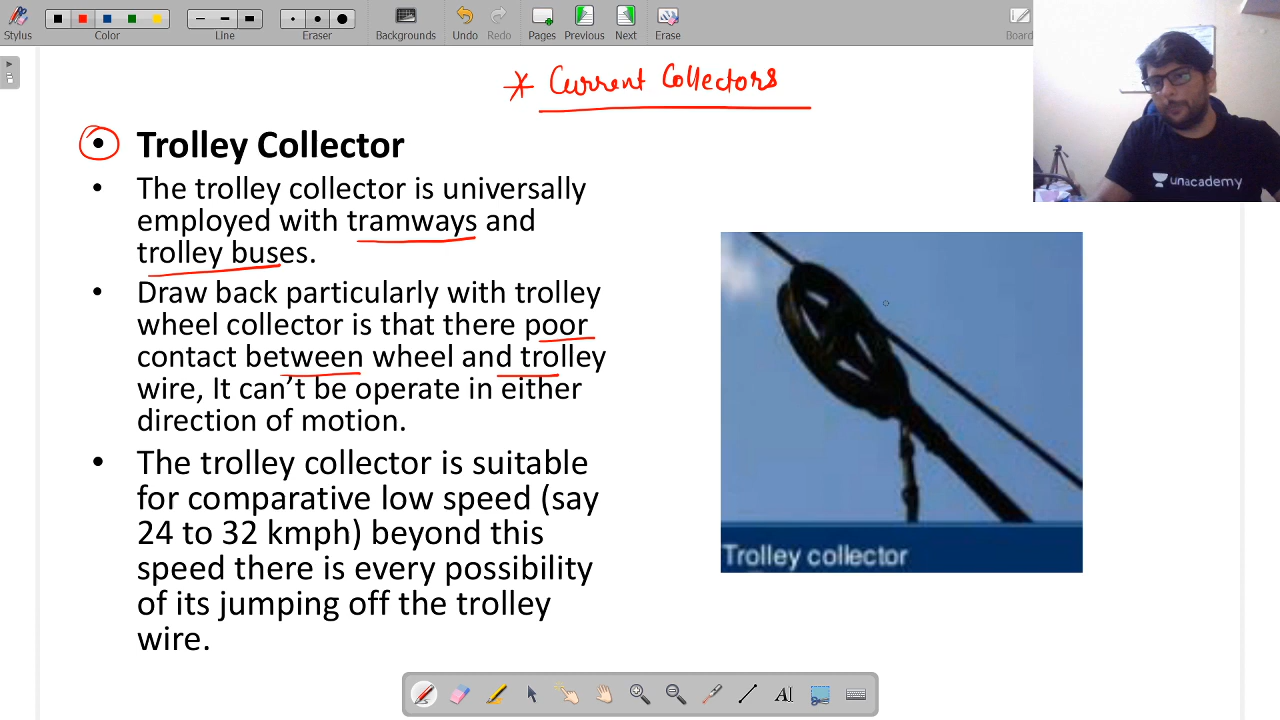 Stylus
Color
Line
Eraser
Backgrounds
Undo
Redo
Pages
Previous
Next
Erase
Board
* Current Collectors
unacademy
• Trolley Collector
• The trolley collector is universally
employed with tramways and
trolley buses.
• Draw back particularly with trolley
wheel collector is that there poor
contact between wheel and trolley
wire, It can’t be operate in either
direction of motion.
• The trolley collector is suitable
for comparative low speed (say
24 to 32 kmph) beyond this
speed there is every possibility
of its jumping off the trolley
wire.
Trolley collector
AI